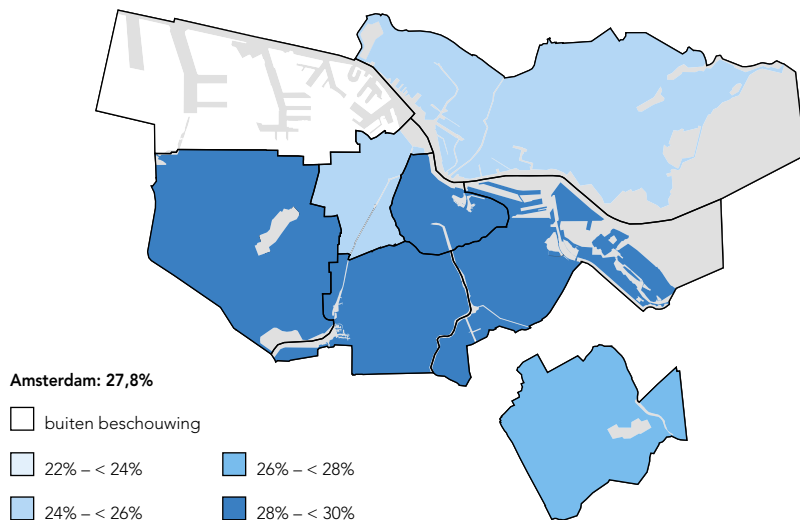 Amsterdam: 27,8%
buiten beschouwing
22% – < 24%
24% – < 26%
26% – < 28%
28% – < 30%